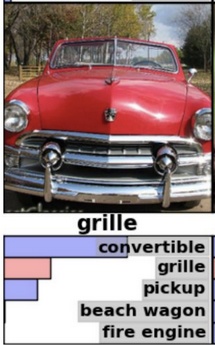 grille
convertible
grille
pickup
beach wagon
fire engine